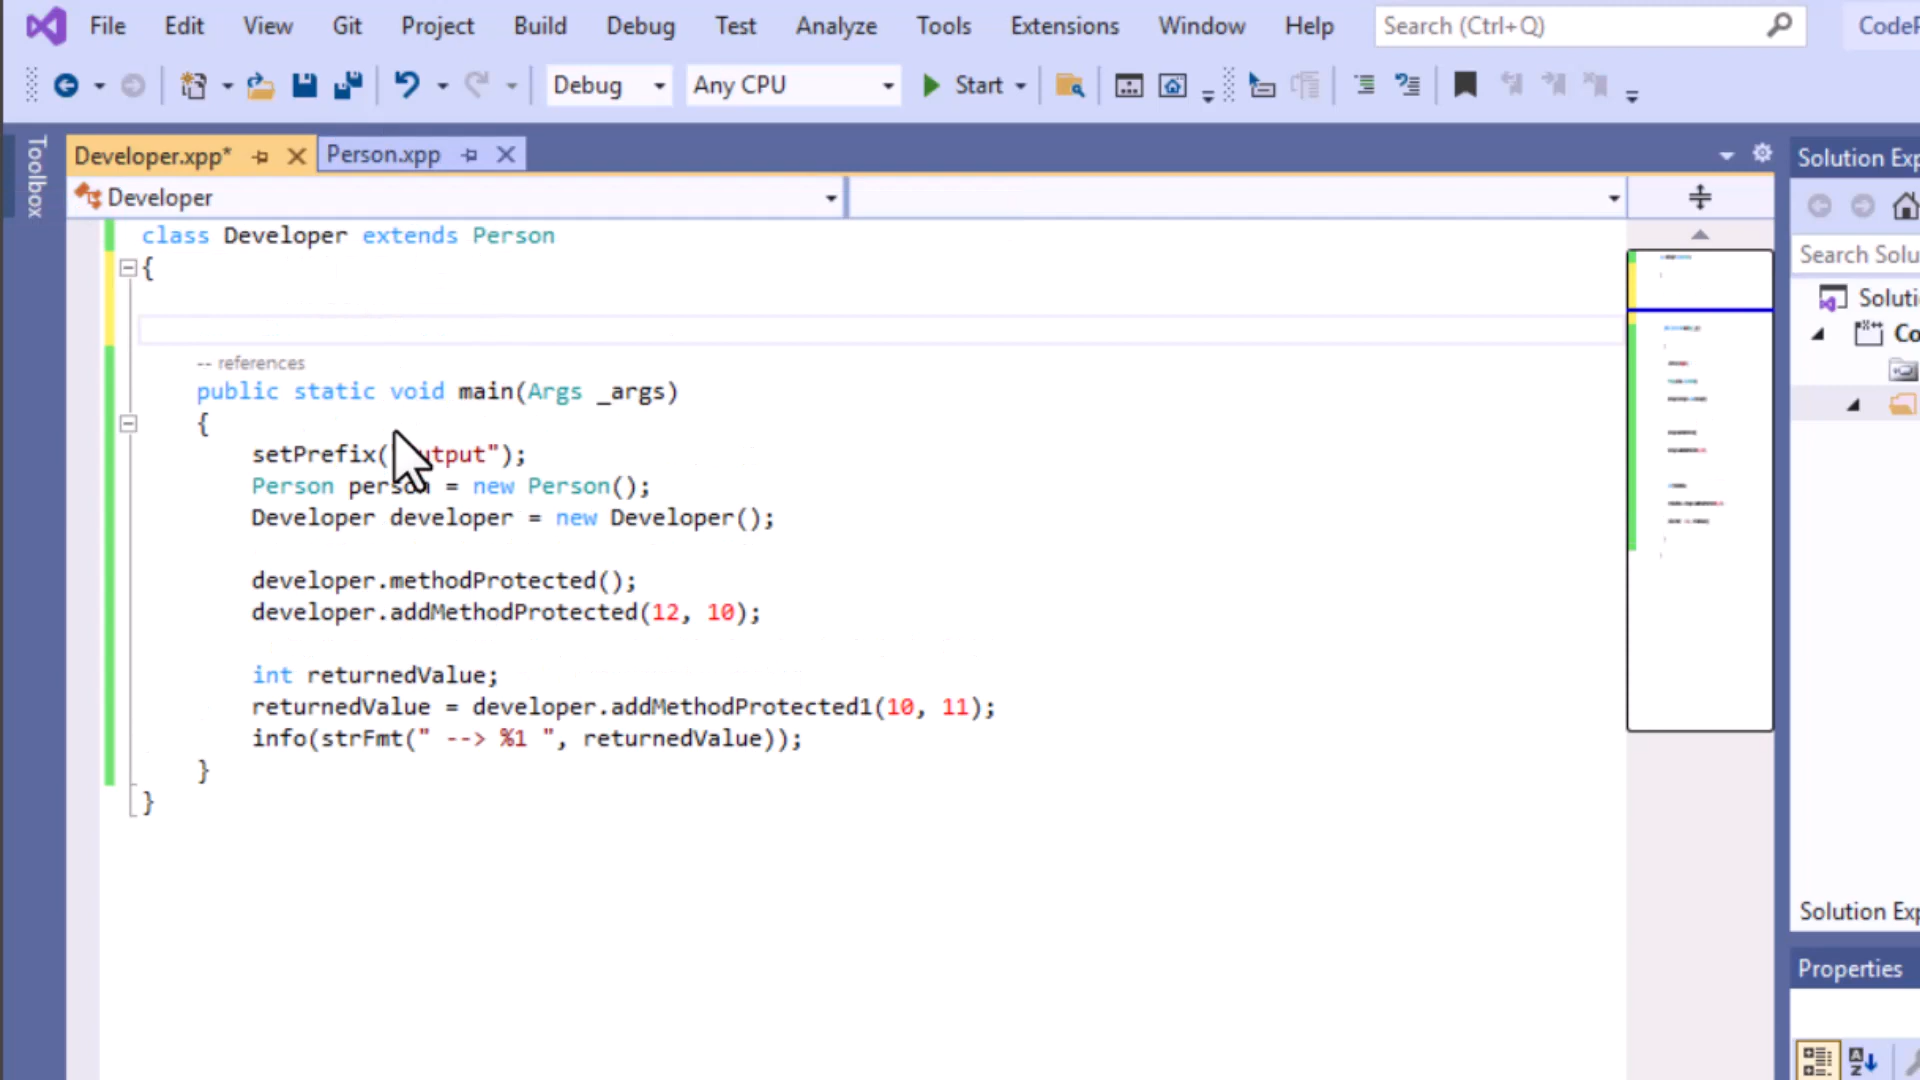 File Edit View Git Project Build Debug Test Analyze Tools Extensions Window Help Search (Ctrl+Q)
Debug Any CPU Start
Toolbox
Developer.xpp* Person.xpp
Solution Exp
Developer
Search Solu
class Developer extends Person
{
-- references
public static void main(Args _args)
{
setPrefix( utput");
Person person = new Person();
Developer developer = new Developer();
developer.methodProtected();
developer.addMethodProtected(12, 10);
int returnedValue;
returnedValue = developer.addMethodProtected1(10, 11);
info(strFmt(" --> %1 ", returnedValue));
}
}
Soluti
Co
Solution Exp
Properties